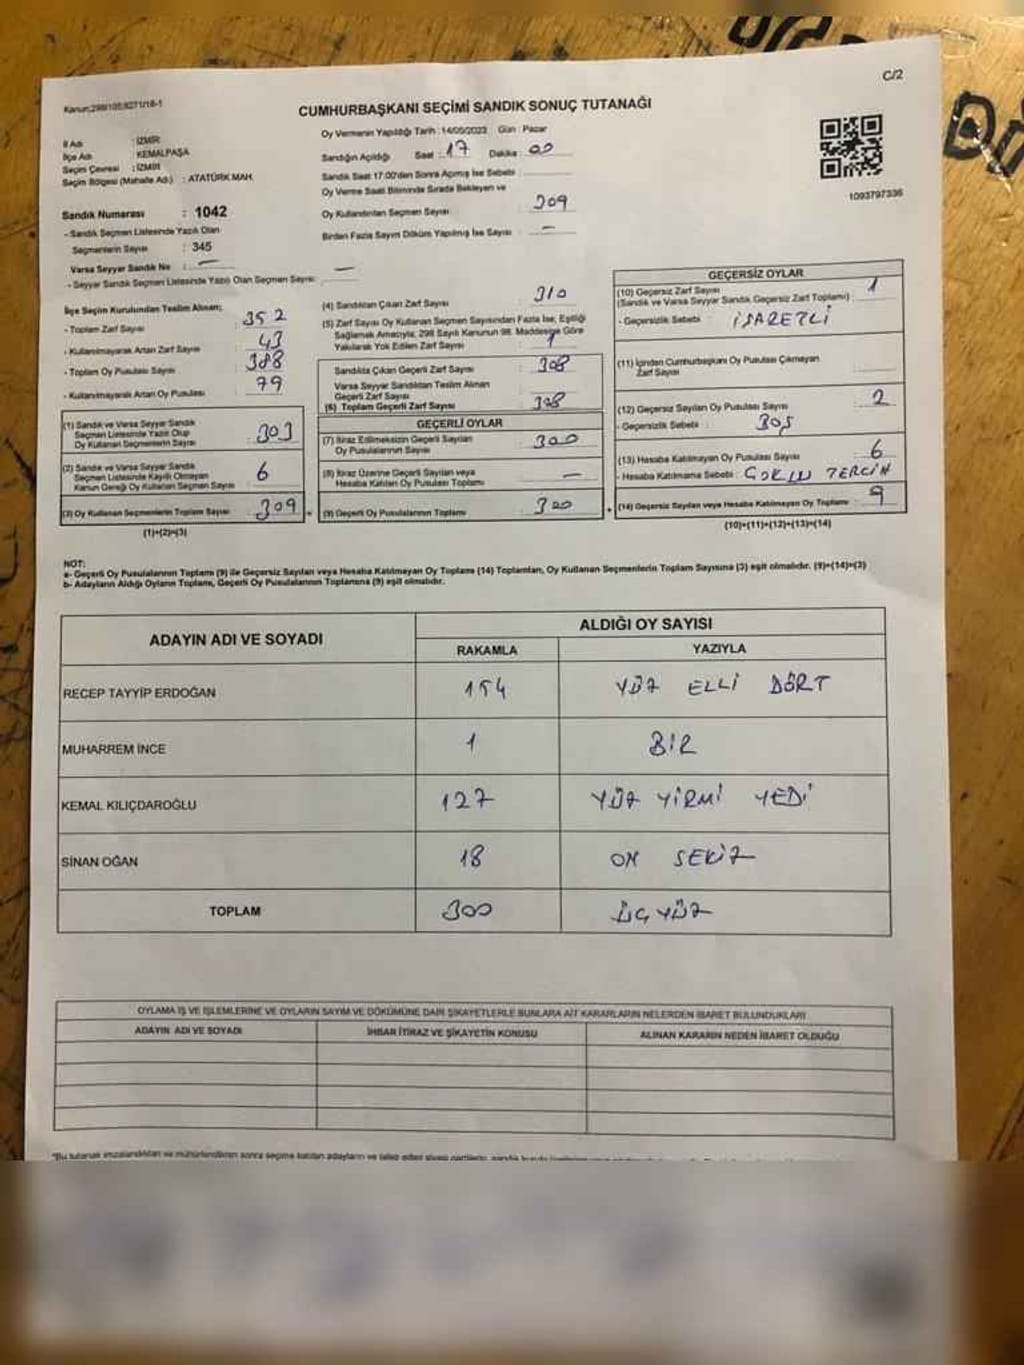 C/2
Kanun:298/105;6271/18-1
CUMHURBAŞKANI SEÇİMİ SANDIK SONUÇ TUTANAĞI
İl Adı : İZMİR
İlçe Adı : KEMALPAŞA
Seçim Çevresi : İZMİR
Seçim Bölgesi (Mahalle Adı) : ATATÜRK MAH.
Sandık Numarası : 1042
- Sandık Seçmen Listesinde Yazılı Olan
Seçmenlerin Sayısı : 345
Varsa Seyyar Sandık No : —
- Seyyar Sandık Seçmen Listesinde Yazılı Olan Seçmen Sayısı: —
Oy Vermenin Yapıldığı Tarih : 14/05/2023 Gün : Pazar
Sandığın Açıldığı Saat : 17 Dakika : 00
Sandık Saat 17.00'den Sonra Açılmış İse Sebebi :
Oy Verme Saati Bitiminde Sırada Bekleyen ve
Oy Kullandırılan Seçmen Sayısı : 309
Birden Fazla Sayım Döküm Yapılmış İse Sayısı : —
1093797336
İlçe Seçim Kurulundan Teslim Alınan;
- Toplam Zarf Sayısı : 352
- Kullanılmayarak Artan Zarf Sayısı : 43
- Toplam Oy Pusulası Sayısı : 388
- Kullanılmayarak Artan Oy Pusulası : 79
(1) Sandık ve Varsa Seyyar Sandık
Seçmen Listesinde Yazılı Olup
Oy Kullanan Seçmenlerin Sayısı : 303
(2) Sandık ve Varsa Seyyar Sandık
Seçmen Listesinde Kayıtlı Olmayan
Kanun Gereği Oy Kullanan Seçmen Sayısı : 6
(3) Oy Kullanan Seçmenlerin Toplam Sayısı : 309
(1)+(2)=(3)
(4) Sandıktan Çıkan Zarf Sayısı : 310
(5) Zarf Sayısı Oy Kullanan Seçmen Sayısından Fazla İse, Eşitliği
Sağlamak Amacıyla; 298 Sayılı Kanunun 98. Maddesine Göre
Yakılarak Yok Edilen Zarf Sayısı : 1
Sandıkta Çıkan Geçerli Zarf Sayısı : 308
Varsa Seyyar Sandıktan Teslim Alınan
Geçerli Zarf Sayısı :
(6) Toplam Geçerli Zarf Sayısı : 308
GEÇERLİ OYLAR
(7) İtiraz Edilmeksizin Geçerli Sayılan
Oy Pusulasının Sayısı : 300
(8) İtiraz Üzerine Geçerli Sayılan veya
Hesaba Katılan Oy Pusulası Toplamı : —
(9) Geçerli Oy Pusulalarının Toplamı : 300
GEÇERSİZ OYLAR
(10) Geçersiz Zarf Sayısı
(Sandık ve Varsa Seyyar Sandık Geçersiz Zarf Toplamı) : 1
- Geçersizlik Sebebi : İŞARETLİ
(11) İçinden Cumhurbaşkanı Oy Pusulası Çıkmayan
Zarf Sayısı :
(12) Geçersiz Sayılan Oy Pusulası Sayısı : 2
- Geçersizlik Sebebi : BOŞ
(13) Hesaba Katılmayan Oy Pusulası Sayısı : 6
- Hesaba Katılmama Sebebi : ÇOKLU TERCİH
(14) Geçersiz Sayılan veya Hesaba Katılmayan Oy Toplamı : 9
(10)+(11)+(12)+(13)=(14)
NOT:
a- Geçerli Oy Pusulalarının Toplamı (9) ile Geçersiz Sayılan veya Hesaba Katılmayan Oy Toplamı (14) Toplamları, Oy Kullanan Seçmenlerin Toplam Sayısına (3) eşit olmalıdır. (9)+(14)=(3)
b- Adayların Aldığı Oyların Toplamı, Geçerli Oy Pusulalarının Toplamına (9) eşit olmalıdır.
ADAYIN ADI VE SOYADI ALDIĞI OY SAYISI
RAKAMLA YAZIYLA
RECEP TAYYİP ERDOĞAN 154 YÜZ ELLİ DÖRT
MUHARREM İNCE 1 BİR
KEMAL KILIÇDAROĞLU 127 YÜZ YİRMİ YEDİ
SİNAN OĞAN 18 ON SEKİZ
TOPLAM 300 ÜÇ YÜZ
OYLAMA İŞ VE İŞLEMLERİNE VE OYLARIN SAYIM VE DÖKÜMÜNE DAİR ŞİKAYETLERLE BUNLARA AİT KARARLARIN NELERDEN İBARET BULUNDUKLARI
ADAYIN ADI VE SOYADI İHBAR İTİRAZ VE ŞİKAYETİN KONUSU ALINAN KARARIN NEDEN İBARET OLDUĞU
"Bu tutanak imzalandıktan ve mühürlendikten sonra seçime katılan adayların ve talep eden siyasi partilerin,